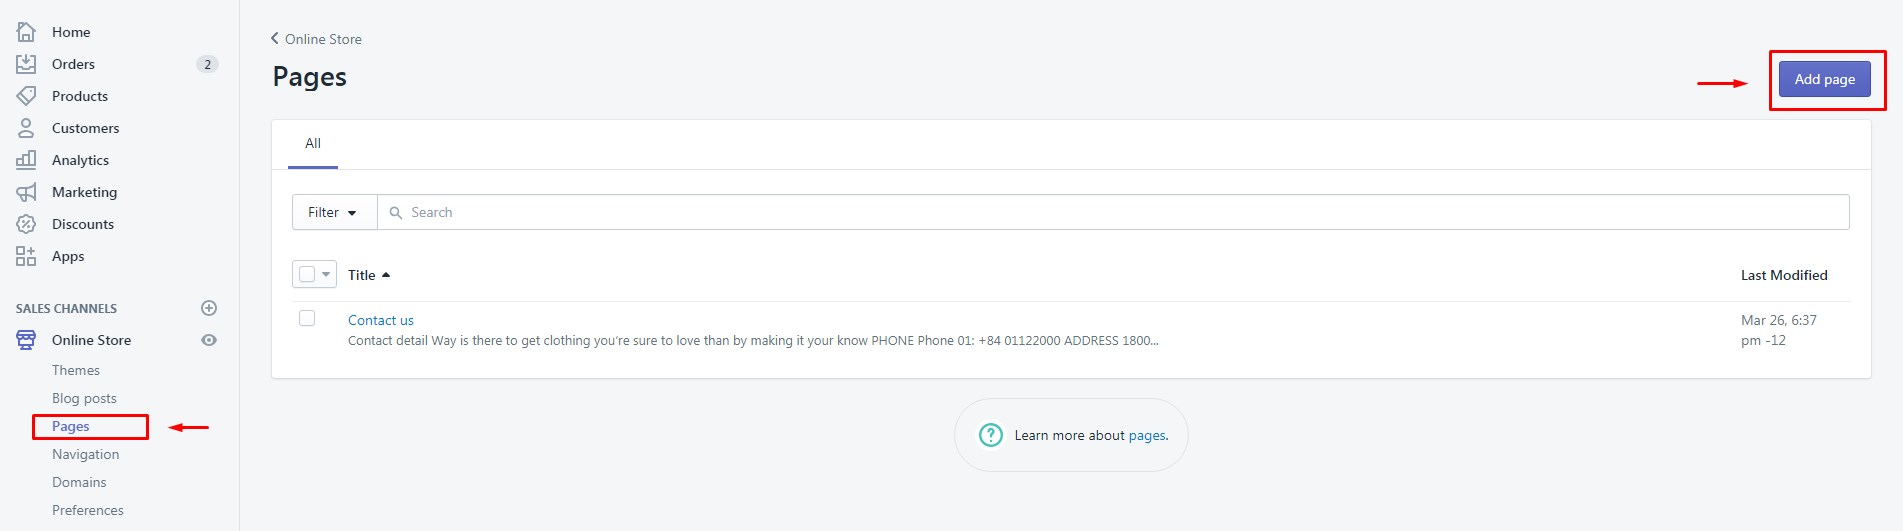 Home
Orders 2
Products
Customers
Analytics
Marketing
Discounts
Apps
SALES CHANNELS
Online Store
Themes
Blog posts
Pages
Navigation
Domains
Preferences
Online Store
Pages
Add page
All
Filter Search
Title Last Modified
Contact us
Contact detail Way is there to get clothing you’re sure to love than by making it your know PHONE Phone 01: +84 01122000 ADDRESS 1800...
Mar 26, 6:37
pm -12
Learn more about pages.